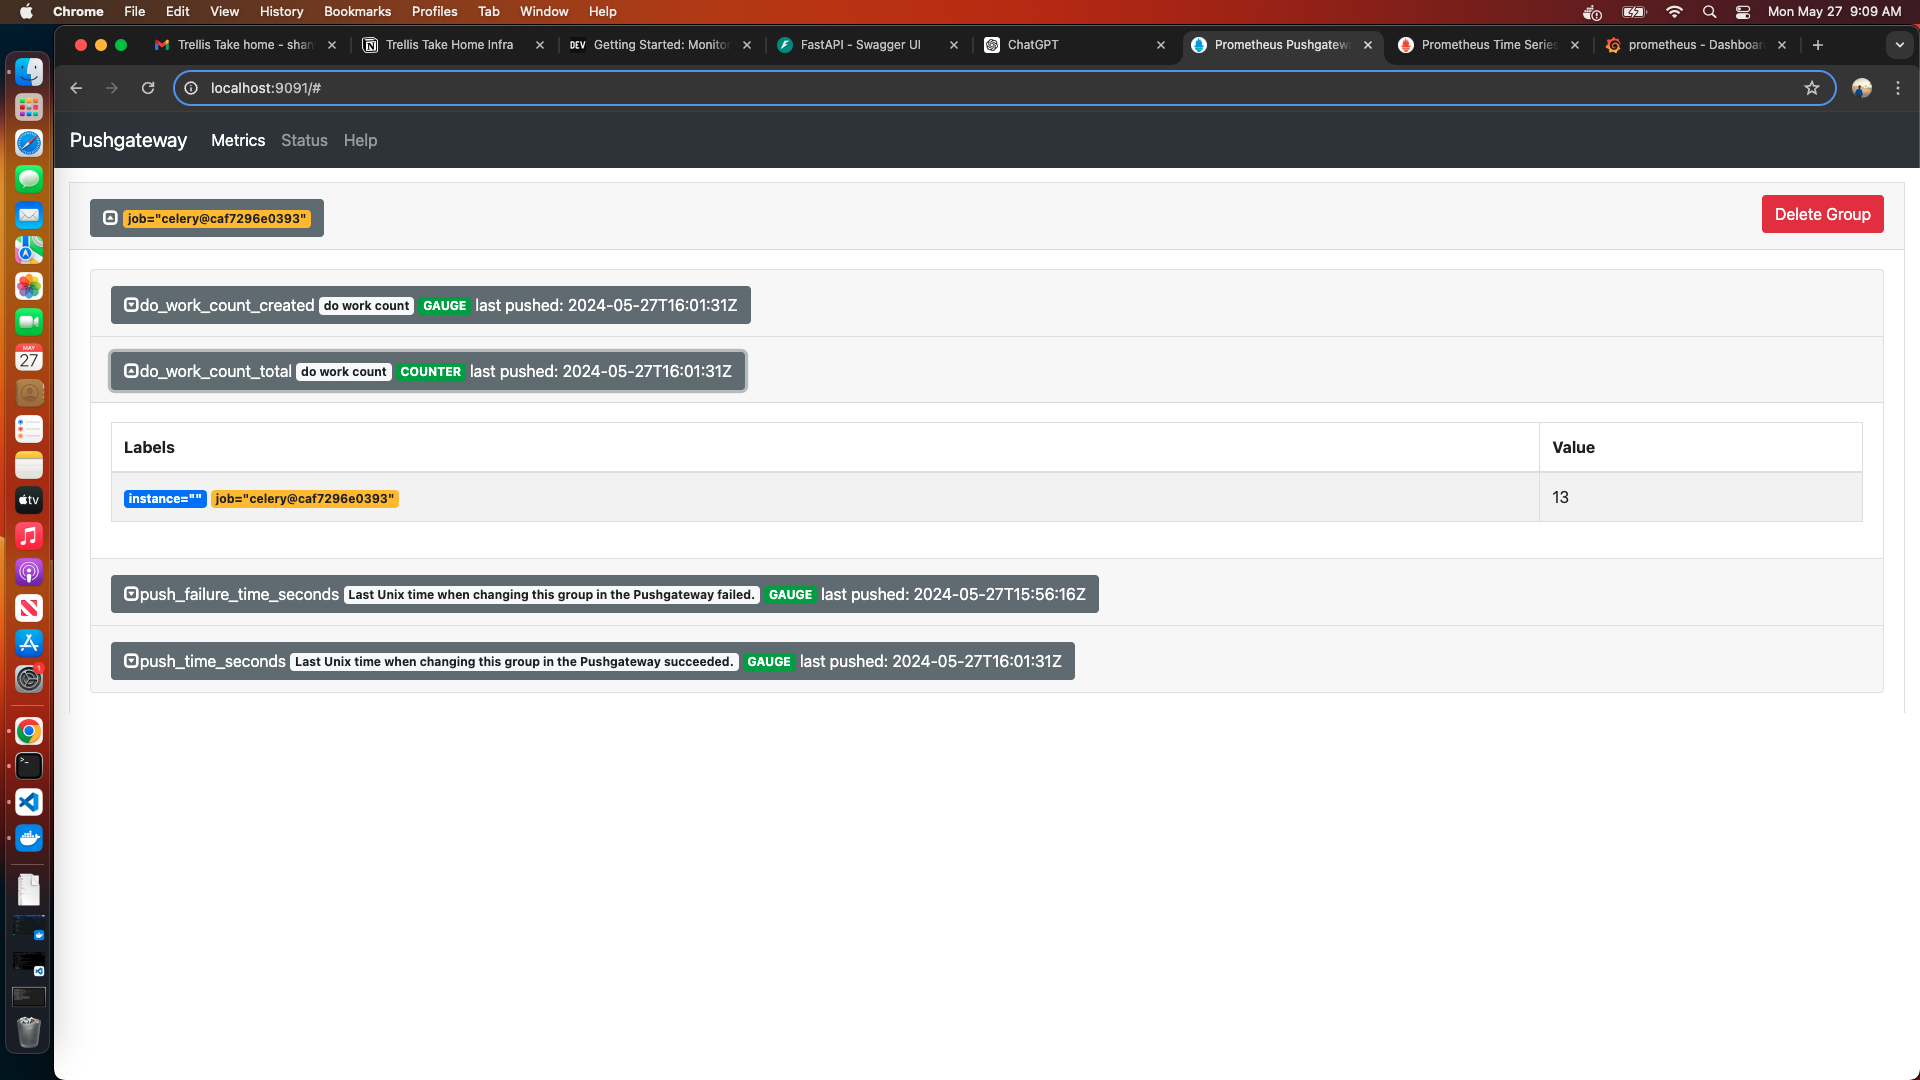 Chrome File Edit View History Bookmarks Profiles Tab Window Help Mon May 27 9:09 AM
Trellis Take home - shan Trellis Take Home Infra DEV Getting Started: Monitor FastAPI - Swagger UI ChatGPT Prometheus Pushgatew Prometheus Time Series prometheus - Dashboar
localhost:9091/#
Pushgateway Metrics Status Help
job="celery@caf7296e0393" Delete Group
do_work_count_created do work count GAUGE last pushed: 2024-05-27T16:01:31Z
do_work_count_total do work count COUNTER last pushed: 2024-05-27T16:01:31Z
Labels Value
instance="" job="celery@caf7296e0393" 13
push_failure_time_seconds Last Unix time when changing this group in the Pushgateway failed. GAUGE last pushed: 2024-05-27T15:56:16Z
push_time_seconds Last Unix time when changing this group in the Pushgateway succeeded. GAUGE last pushed: 2024-05-27T16:01:31Z
MAY
27
tv
1